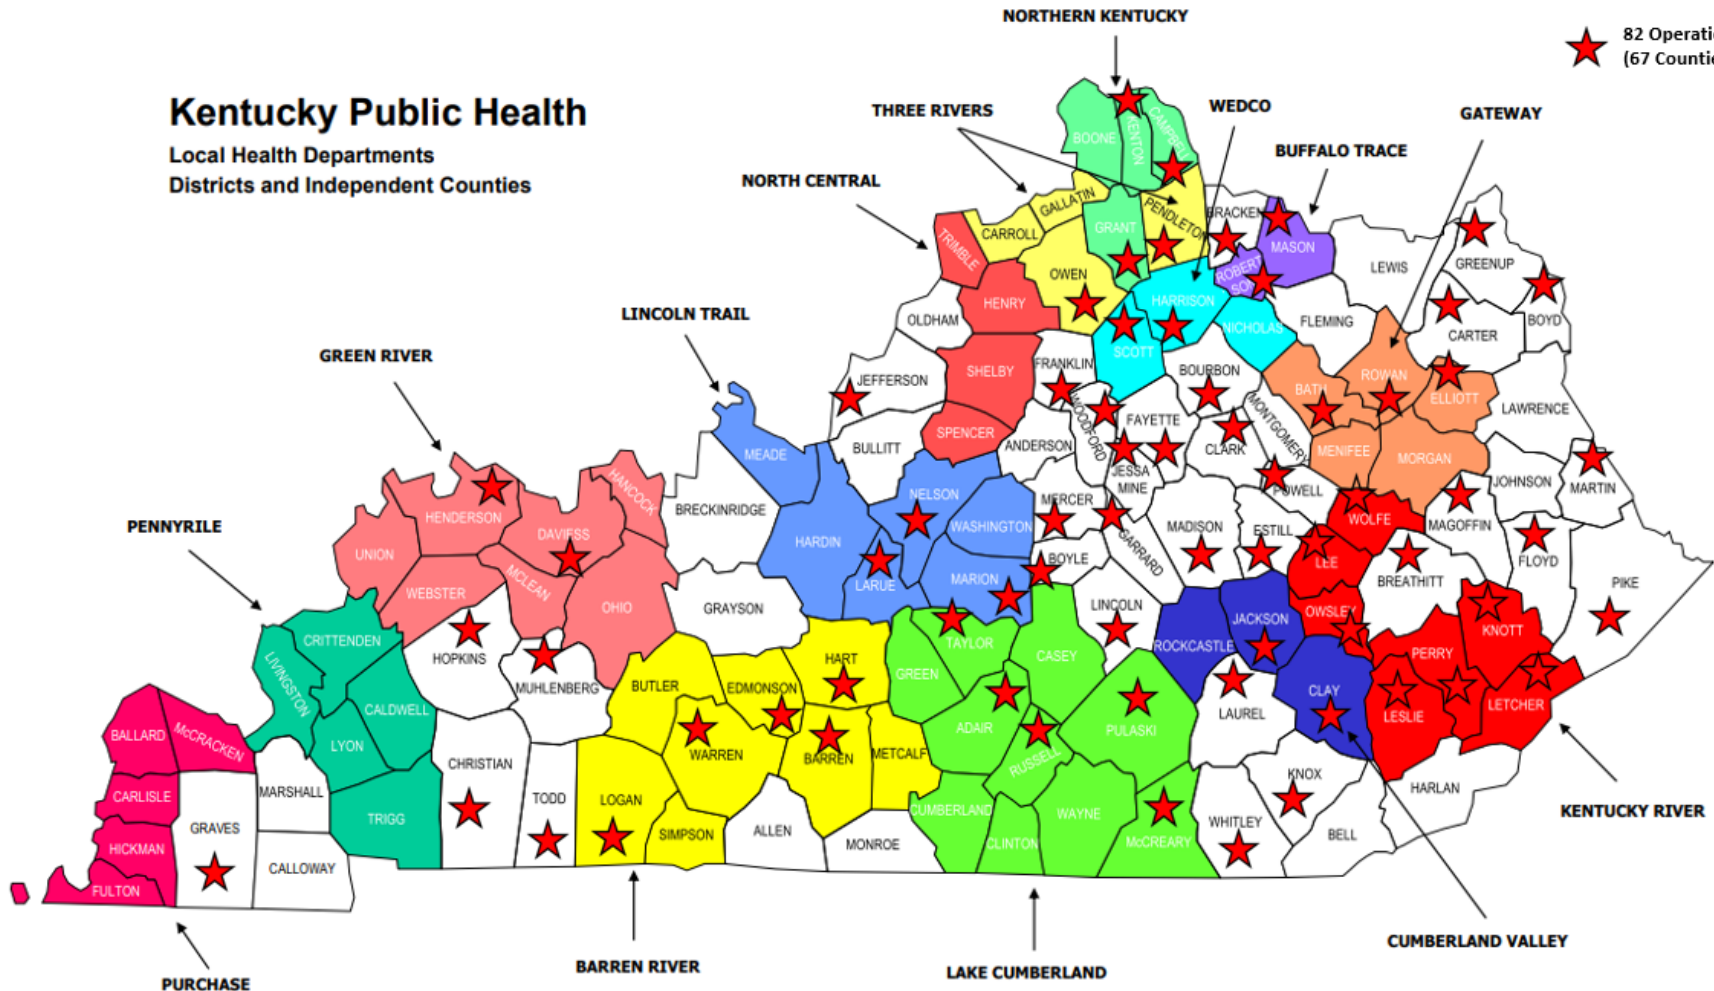 NORTHERN KENTUCKY
82 Operati
(67 Countie
Kentucky Public Health
Local Health Departments
Districts and Independent Counties
THREE RIVERS
WEDCO
GATEWAY
BUFFALO TRACE
NORTH CENTRAL
LINCOLN TRAIL
GREEN RIVER
PENNYRILE
BOONE
KENTON
CAMPBELL
GALLATIN
CARROLL
TRIMBLE
GRANT
PENDLETON
BRACKEN
MASON
ROBERT
SON
LEWIS
GREENUP
OWEN
HENRY
HARRISON
NICHOLAS
FLEMING
CARTER
BOYD
OLDHAM
SCOTT
SHELBY
FRANKLIN
BOURBON
JEFFERSON
WOODFORD
FAYETTE
MONTGOMERY
BATH
ROWAN
ELLIOTT
LAWRENCE
SPENCER
ANDERSON
BULLITT
CLARK
MENIFEE
MORGAN
MEADE
JESSA
MINE
POWELL
JOHNSON
MARTIN
HANCOCK
BRECKINRIDGE
NELSON
WASHINGTON
MERCER
GARRARD
MADISON
ESTILL
WOLFE
MAGOFFIN
HENDERSON
DAVIESS
HARDIN
UNION
BOYLE
LEE
BREATHITT
FLOYD
PIKE
WEBSTER
MCLEAN
OHIO
GRAYSON
LARUE
MARION
LINCOLN
ROCKCASTLE
JACKSON
OWSLEY
KNOTT
CRITTENDEN
LIVINGSTON
HOPKINS
MUHLENBERG
BUTLER
EDMONSON
HART
GREEN
TAYLOR
CASEY
PERRY
CALDWELL
LYON
WARREN
BARREN
METCALF
ADAIR
RUSSELL
PULASKI
LAUREL
CLAY
LESLIE
LETCHER
BALLARD
McCRACKEN
CARLISLE
GRAVES
MARSHALL
CHRISTIAN
TODD
LOGAN
SIMPSON
ALLEN
MONROE
CUMBERLAND
CLINTON
WAYNE
McCREARY
WHITLEY
KNOX
BELL
HARLAN
TRIGG
HICKMAN
FULTON
CALLOWAY
KENTUCKY RIVER
CUMBERLAND VALLEY
BARREN RIVER
LAKE CUMBERLAND
PURCHASE